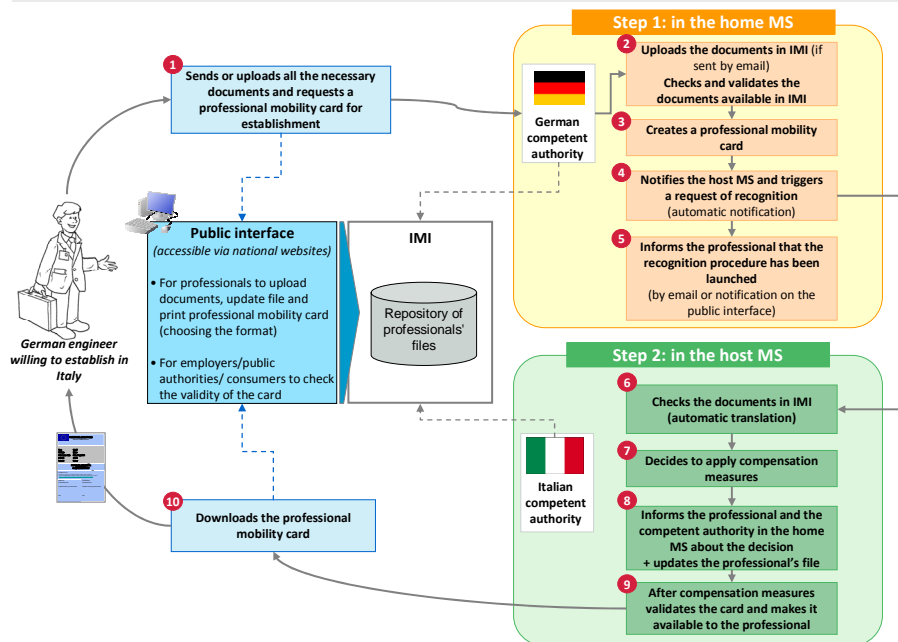 Step 1: in the home MS
1
Sends or uploads all the necessary
documents and requests a
professional mobility card for
establishment
German
competent
authority
2
Uploads the documents in IMI (if
sent by email)
Checks and validates the
documents available in IMI
3
Creates a professional mobility
card
4
Notifies the host MS and triggers
a request of recognition
(automatic notification)
5
Informs the professional that the
recognition procedure has been
launched
(by email or notification on the
public interface)
German engineer
willing to establish in
Italy
Public interface
(accessible via national websites)
• For professionals to upload
documents, update file and
print professional mobility card
(choosing the format)
• For employers/public
authorities/ consumers to check
the validity of the card
IMI
Repository of
professionals'
files
Step 2: in the host MS
Italian
competent
authority
6
Checks the documents in IMI
(automatic translation)
7
Decides to apply compensation
measures
8
Informs the professional and the
competent authority in the home
MS about the decision
+ updates the professional's file
9
After compensation measures
validates the card and makes it
available to the professional
10
Downloads the professional
mobility card